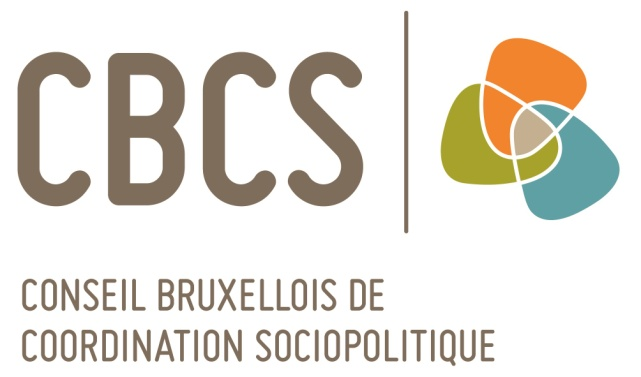 CBCS
CONSEIL BRUXELLOIS DE
COORDINATION SOCIOPOLITIQUE